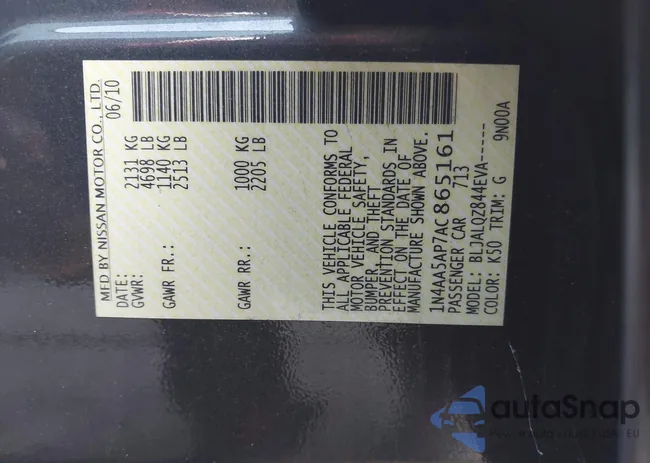 MFD BY NISSAN MOTOR CO., LTD.
DATE: 06/10
GVWR: 2131 KG
4698 LB
GAWR FR.: 1140 KG
2513 LB
GAWR RR.: 1000 KG
2205 LB
THIS VEHICLE CONFORMS TO
ALL APPLICABLE FEDERAL
MOTOR VEHICLE SAFETY,
BUMPER, AND THEFT
PREVENTION STANDARDS IN
EFFECT ON THE DATE OF
MANUFACTURE SHOWN ABOVE.
1N4AA5AP7AC865161
PASSENGER CAR 713
MODEL: BLJALQZ844EVA-----
COLOR: K50 TRIM: G 9N00A
autaSnap